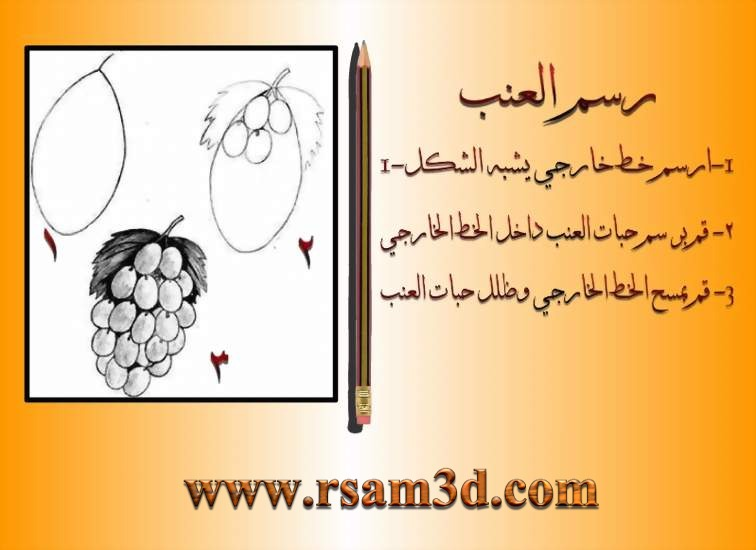 رسم العنب
1-ارسم خط خارجي يشبه الشكل-1
٢-قم برسم حبات العنب داخل الخط الخارجي
3-قم بمسح الخط الخارجي وظلل حبات العنب
١
٢
٣
www.rsam3d.com